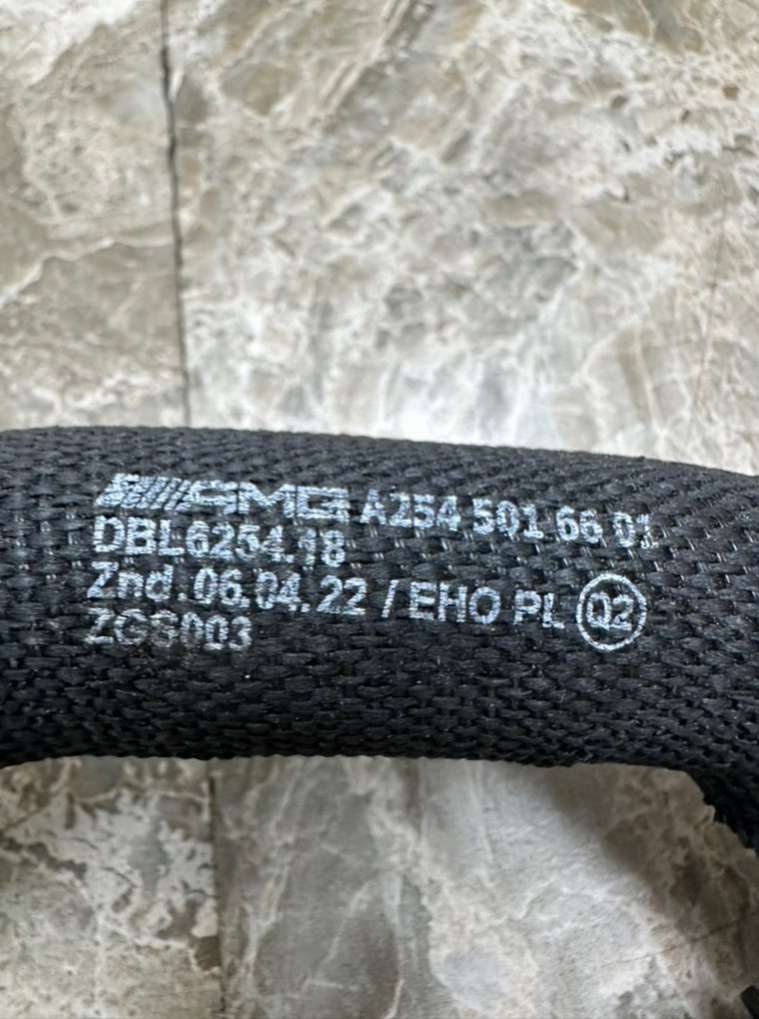 AMG A254 501 66 01
DBL6254.18
Znd. 06.04.22 / EHO PL Q2
ZGS003